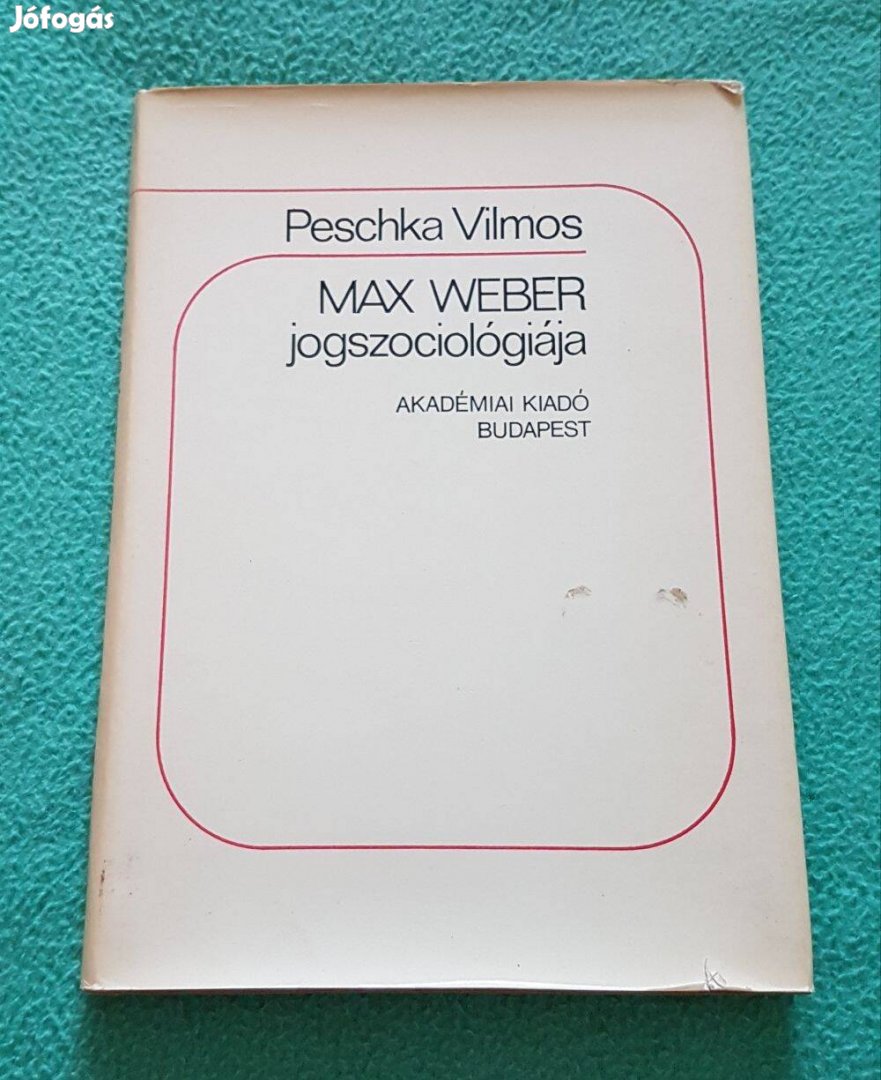 Jófogás
Peschka Vilmos
MAX WEBER
jogszociológiája
AKADÉMIAI KIADÓ
BUDAPEST